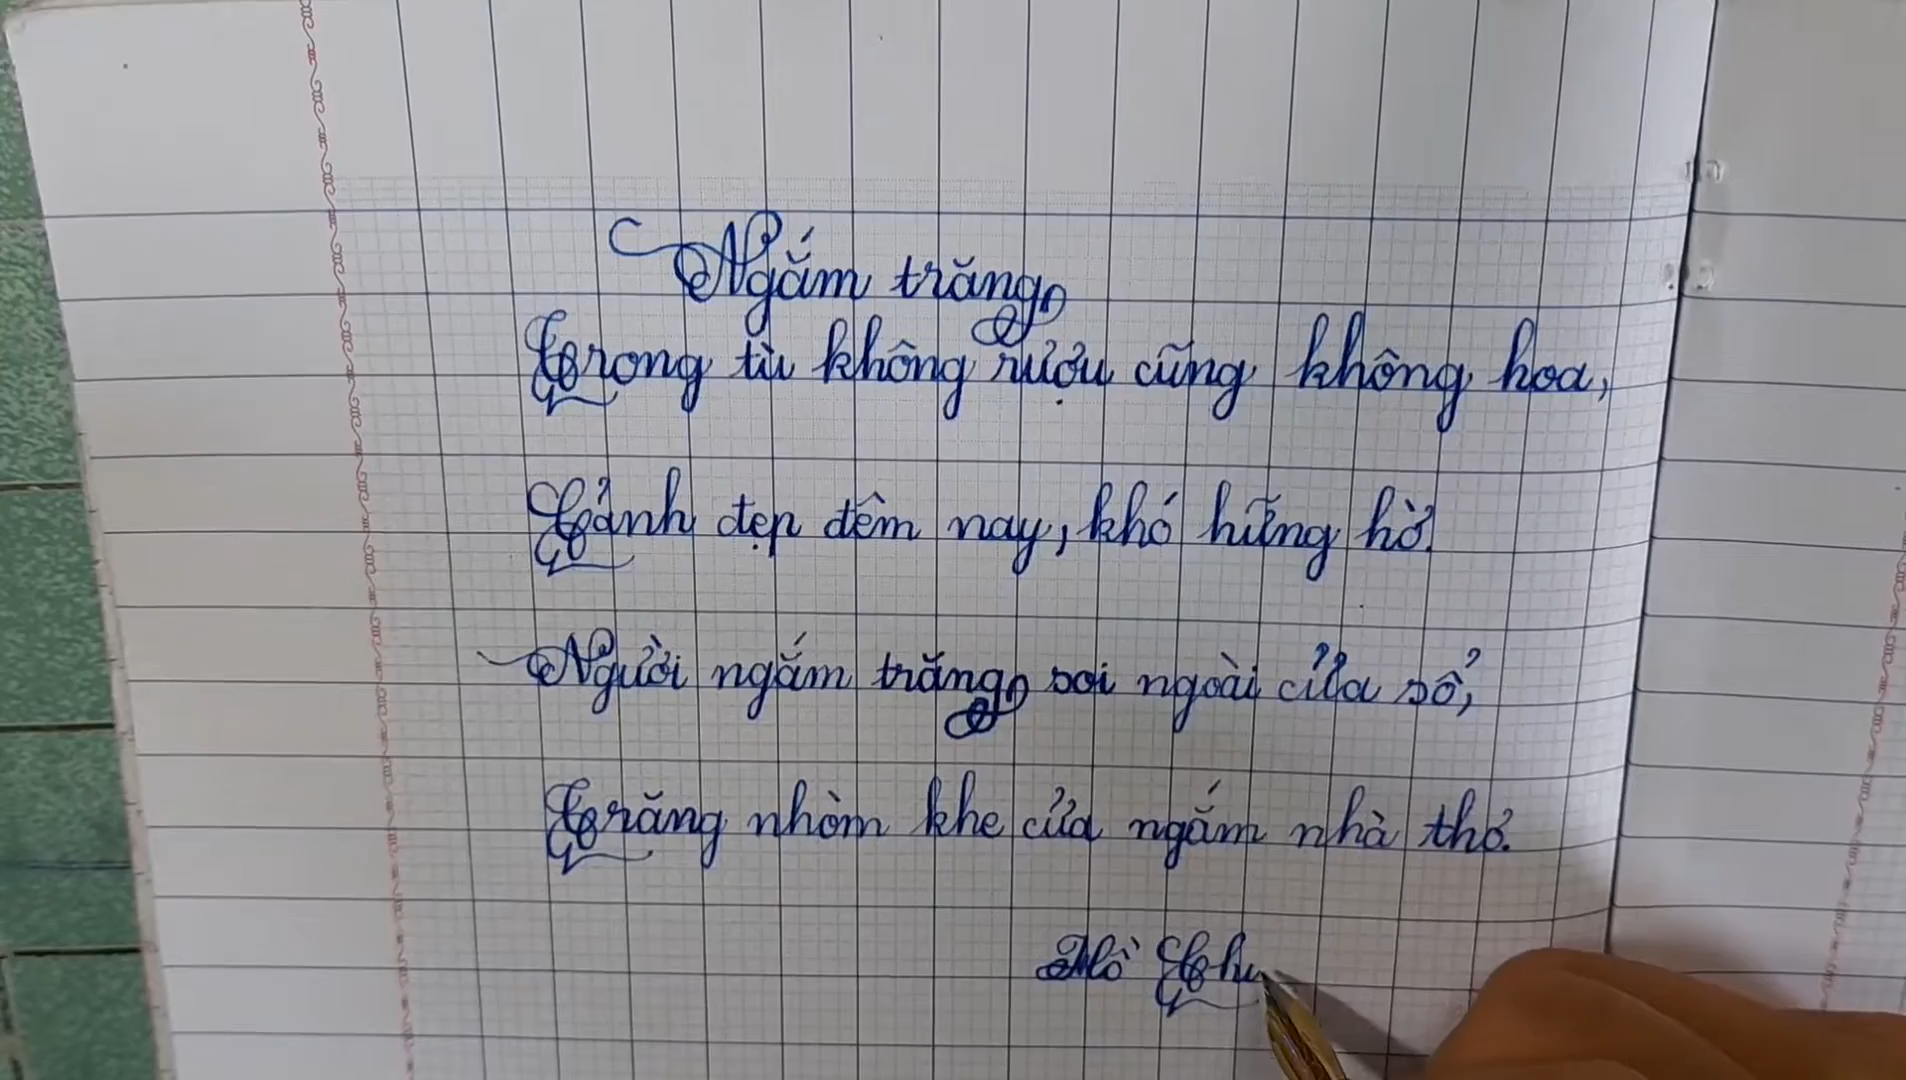 Ngắm trăng
Trong tù không rượu cũng không hoa,
Cảnh đẹp đêm nay, khó hững hờ.
Người ngắm trăng soi ngoài cửa sổ,
Trăng nhòm khe cửa ngắm nhà thơ.
Hồ Chí